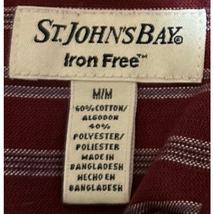 ST. JOHN'S BAY®
Iron Free™
M/M
60% COTTON/
ALGODON
40%
POLYESTER/
POLIESTER
MADE IN
BANGLADESH
HECHO EN
BANGLADESH